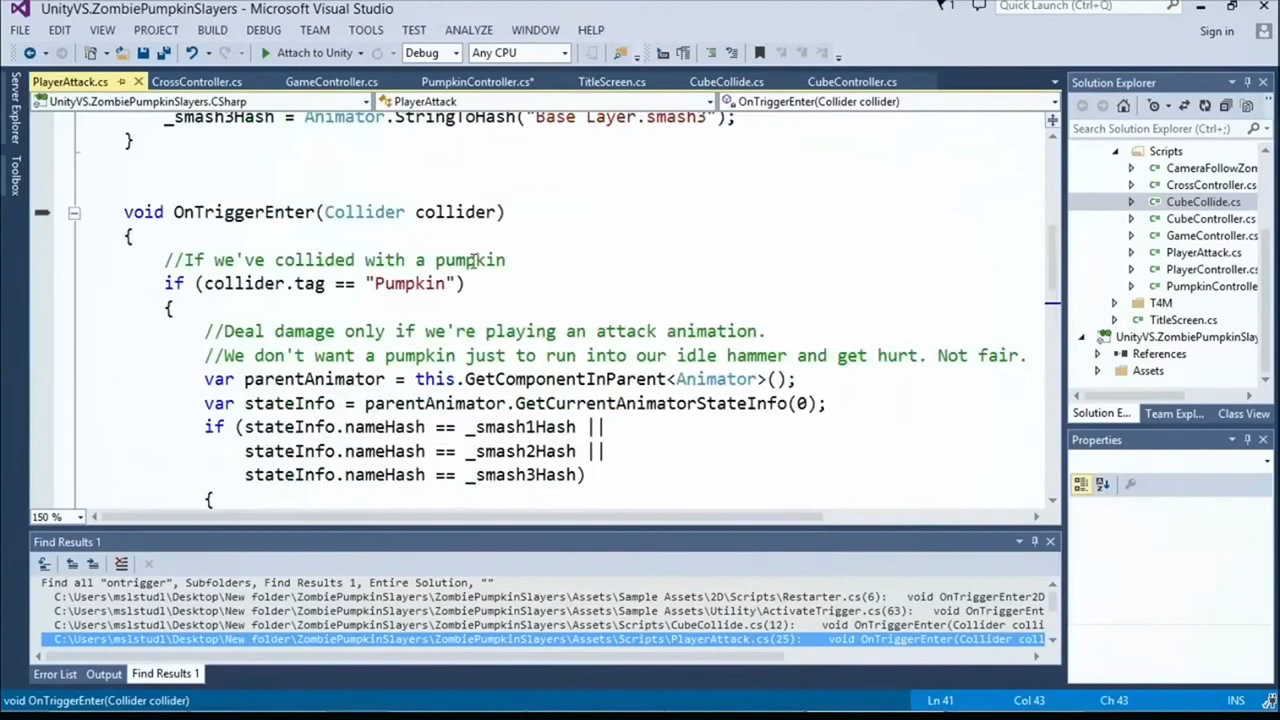 UnityVS.ZombiePumpkinSlayers - Microsoft Visual Studio
1
Quick Launch (Ctrl+Q)
FILE EDIT VIEW PROJECT BUILD DEBUG TEAM TOOLS TEST ANALYZE WINDOW HELP
Sign in
Attach to Unity Debug Any CPU
Server Explorer
Toolbox
PlayerAttack.cs CrossController.cs GameController.cs PumpkinController.cs* TitleScreen.cs CubeCollide.cs CubeController.cs
UnityVS.ZombiePumpkinSlayers.CSharp PlayerAttack OnTriggerEnter(Collider collider)
_smash3Hash = Animator.StringToHash("Base Layer.smash3");
}
void OnTriggerEnter(Collider collider)
{
//If we've collided with a pumpkin
if (collider.tag == "Pumpkin")
{
//Deal damage only if we're playing an attack animation.
//We don't want a pumpkin just to run into our idle hammer and get hurt. Not fair.
var parentAnimator = this.GetComponentInParent<Animator>();
var stateInfo = parentAnimator.GetCurrentAnimatorStateInfo(0);
if (stateInfo.nameHash == _smash1Hash ||
stateInfo.nameHash == _smash2Hash ||
stateInfo.nameHash == _smash3Hash)
{
150 %
Solution Explorer
Search Solution Explorer (Ctrl+;)
Scripts
CameraFollowZon
CrossController.cs
CubeCollide.cs
CubeController.cs
GameController.cs
PlayerAttack.cs
PlayerController.cs
PumpkinControlle
T4M
TitleScreen.cs
UnityVS.ZombiePumpkinSlay
References
Assets
Solution E... Team Expl... Class View
Properties
Find Results 1
Find all "ontrigger", Subfolders, Find Results 1, Entire Solution, ""
C:\Users\mslstudl\Desktop\New folder\ZombiePumpkinSlayers\ZombiePumpkinSlayers\Assets\Sample Assets\2D\Scripts\Restarter.cs(6): void OnTriggerEnter2D
C:\Users\mslstudl\Desktop\New folder\ZombiePumpkinSlayers\ZombiePumpkinSlayers\Assets\Sample Assets\Utility\ActivateTrigger.cs(63): void OnTriggerEnt
C:\Users\mslstudl\Desktop\New folder\ZombiePumpkinSlayers\ZombiePumpkinSlayers\Assets\Scripts\CubeCollide.cs(12): void OnTriggerEnter(Collider colli
C:\Users\mslstudl\Desktop\New folder\ZombiePumpkinSlayers\ZombiePumpkinSlayers\Assets\Scripts\PlayerAttack.cs(25): void OnTriggerEnter(Collider coll
Error List Output Find Results 1
void OnTriggerEnter(Collider collider) Ln 41 Col 43 Ch 43 INS